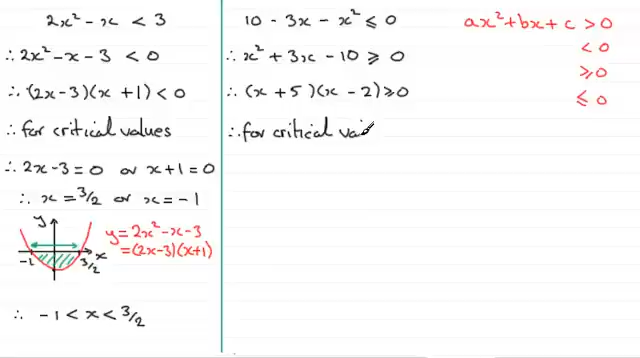 2x² - x < 3
∴ 2x² - x - 3 < 0
∴ (2x - 3)(x + 1) < 0
∴ for critical values
∴ 2x - 3 = 0 or x + 1 = 0
∴ x = 3/2 or x = -1
y
y = 2x² - x - 3
= (2x - 3)(x + 1)
-1 3/2 x
∴ -1 < x < 3/2
10 - 3x - x² ⩽ 0
∴ x² + 3x - 10 ⩾ 0
∴ (x + 5)(x - 2) ⩾ 0
∴ for critical val
ax² + bx + c > 0
< 0
⩾ 0
⩽ 0